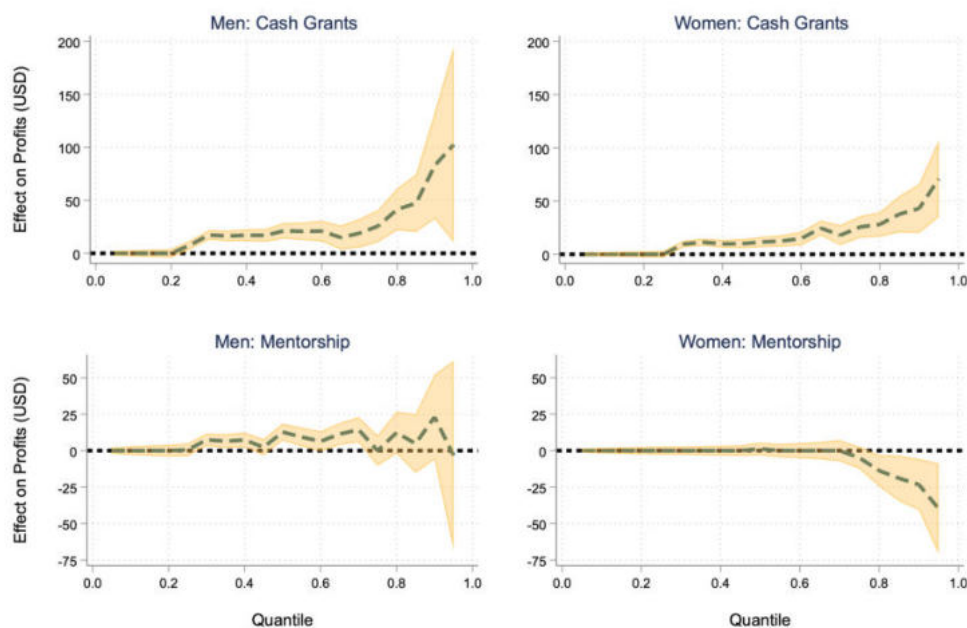 Men: Cash Grants
Women: Cash Grants
Effect on Profits (USD)
200
150
100
50
0
0.0 0.2 0.4 0.6 0.8 1.0
200
150
100
50
0
0.0 0.2 0.4 0.6 0.8 1.0
Men: Mentorship
Women: Mentorship
Effect on Profits (USD)
50
25
0
-25
-50
-75
0.0 0.2 0.4 0.6 0.8 1.0
50
25
0
-25
-50
-75
0.0 0.2 0.4 0.6 0.8 1.0
Quantile
Quantile